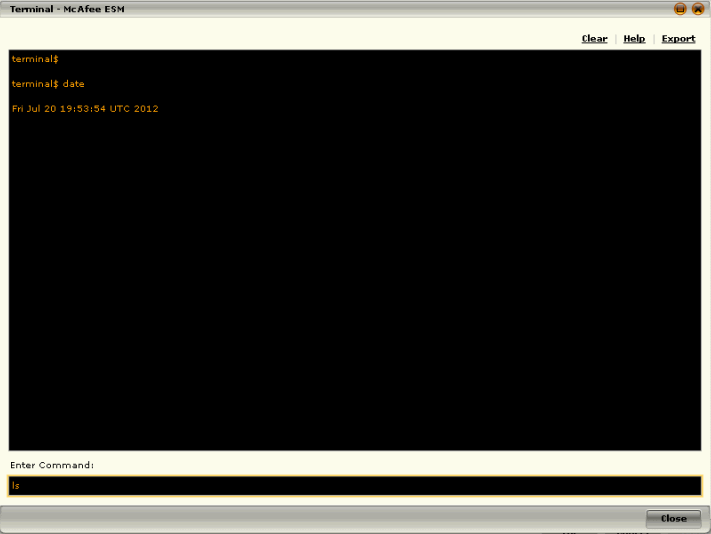 Terminal - McAfee ESM
Clear | Help | Export
terminal$
terminal$ date
Fri Jul 20 19:53:54 UTC 2012
Enter Command:
ls
Close